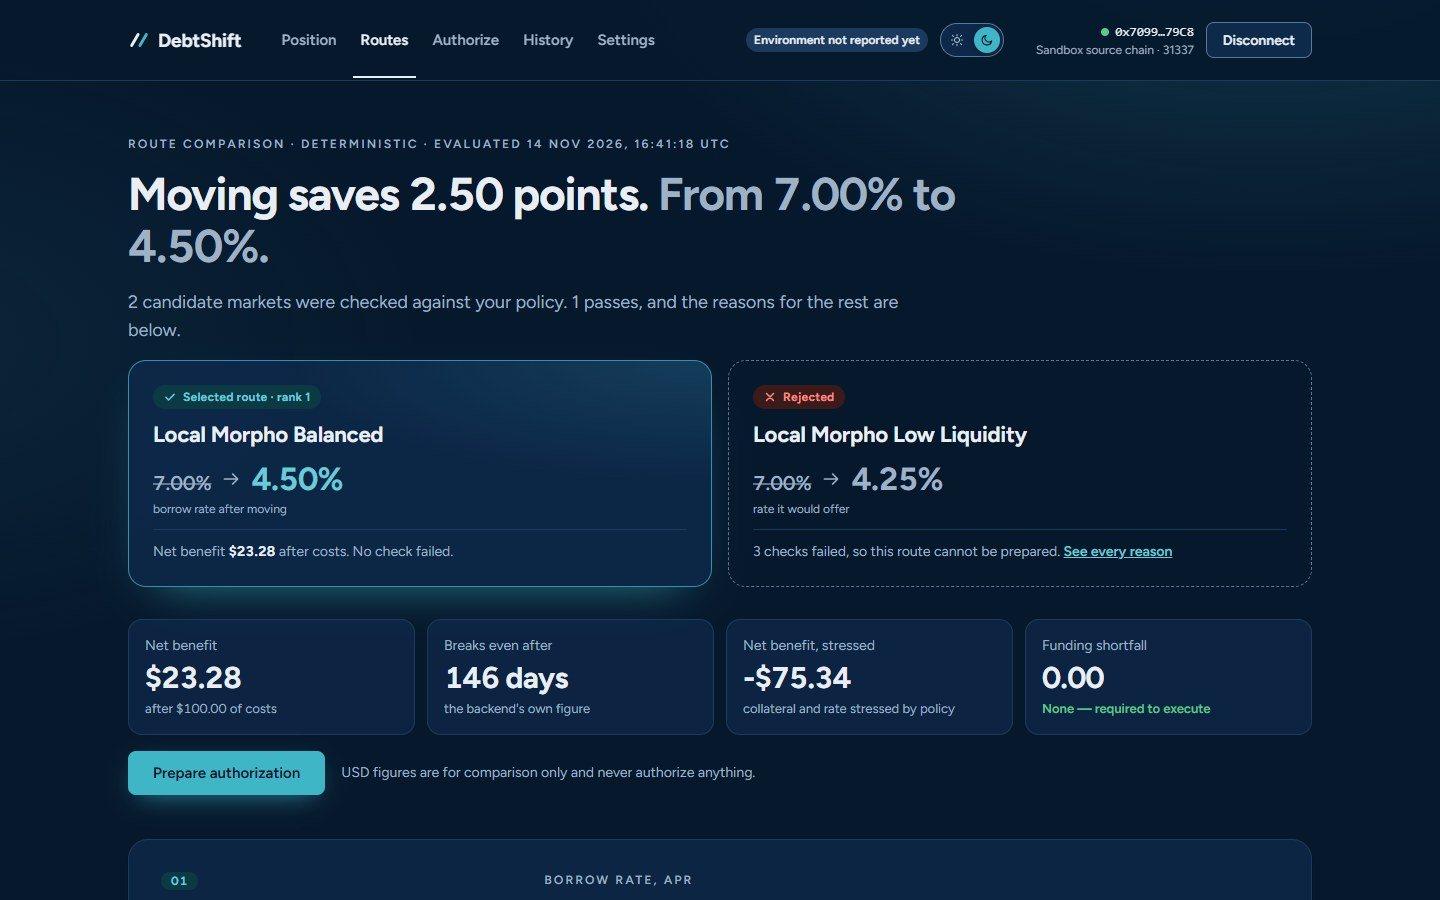 DebtShift
Position
Routes
Authorize
History
Settings
Environment not reported yet
0x7099…79C8
Sandbox source chain · 31337
Disconnect
ROUTE COMPARISON · DETERMINISTIC · EVALUATED 14 NOV 2026, 16:41:18 UTC
Moving saves 2.50 points. From 7.00% to
4.50%.
2 candidate markets were checked against your policy. 1 passes, and the reasons for the rest are
below.
Selected route · rank 1
Local Morpho Balanced
7.00% → 4.50%
borrow rate after moving
Net benefit $23.28 after costs. No check failed.
Rejected
Local Morpho Low Liquidity
7.00% → 4.25%
rate it would offer
3 checks failed, so this route cannot be prepared. See every reason
Net benefit
$23.28
after $100.00 of costs
Breaks even after
146 days
the backend's own figure
Net benefit, stressed
-$75.34
collateral and rate stressed by policy
Funding shortfall
0.00
None — required to execute
Prepare authorization
USD figures are for comparison only and never authorize anything.
01
BORROW RATE, APR